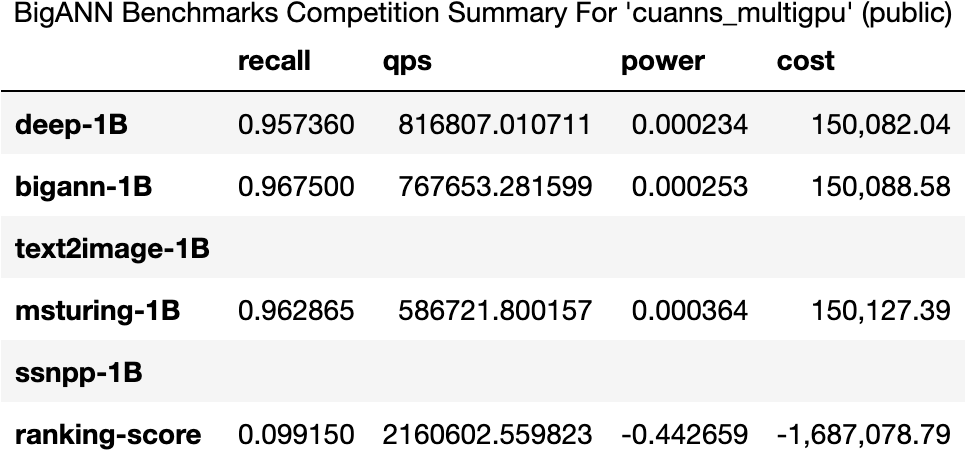 BigANN Benchmarks Competition Summary For 'cuanns_multigpu' (public)
recall qps power cost
deep-1B 0.957360 816807.010711 0.000234 150,082.04
bigann-1B 0.967500 767653.281599 0.000253 150,088.58
text2image-1B
msturing-1B 0.962865 586721.800157 0.000364 150,127.39
ssnpp-1B
ranking-score 0.099150 2160602.559823 -0.442659 -1,687,078.79